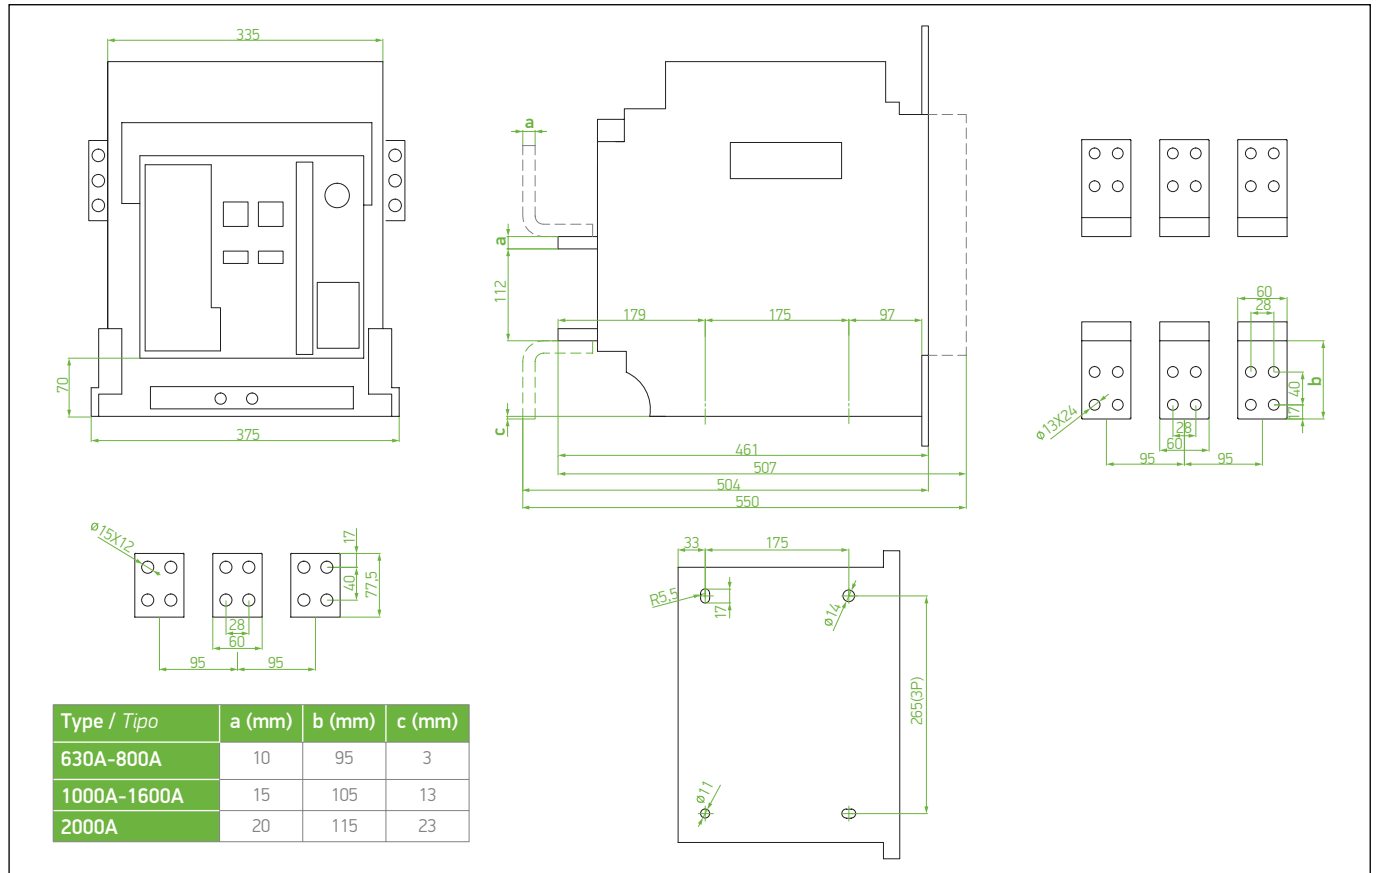 335
70
375
a
a
112
179
175
97
c
461
507
504
550
60
28
40
17
b
ø13X24
28
60
95
95
ø15X12
17
40
77,5
28
60
95
95
33
175
R5,5
17
ø14
265(3P)
ø11
Type / Tipo a (mm) b (mm) c (mm)
630A-800A 10 95 3
1000A-1600A 15 105 13
2000A 20 115 23